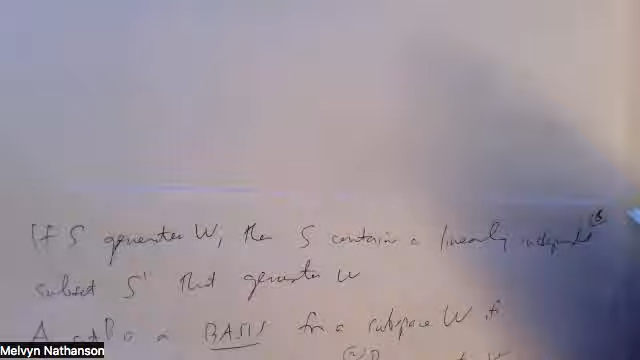 If S generates W, then S contains a linearly independent
subset S' that generates W
A set B is a BASIS for a subspace W if
Melvyn Nathanson